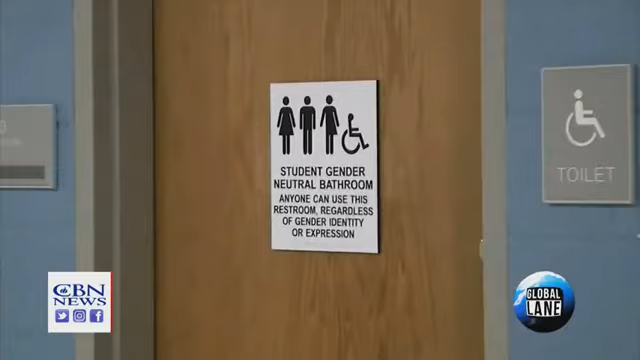 STUDENT GENDER
NEUTRAL BATHROOM
ANYONE CAN USE THIS
RESTROOM, REGARDLESS
OF GENDER IDENTITY
OR EXPRESSION
TOILET
CBN
NEWS
GLOBAL
LANE